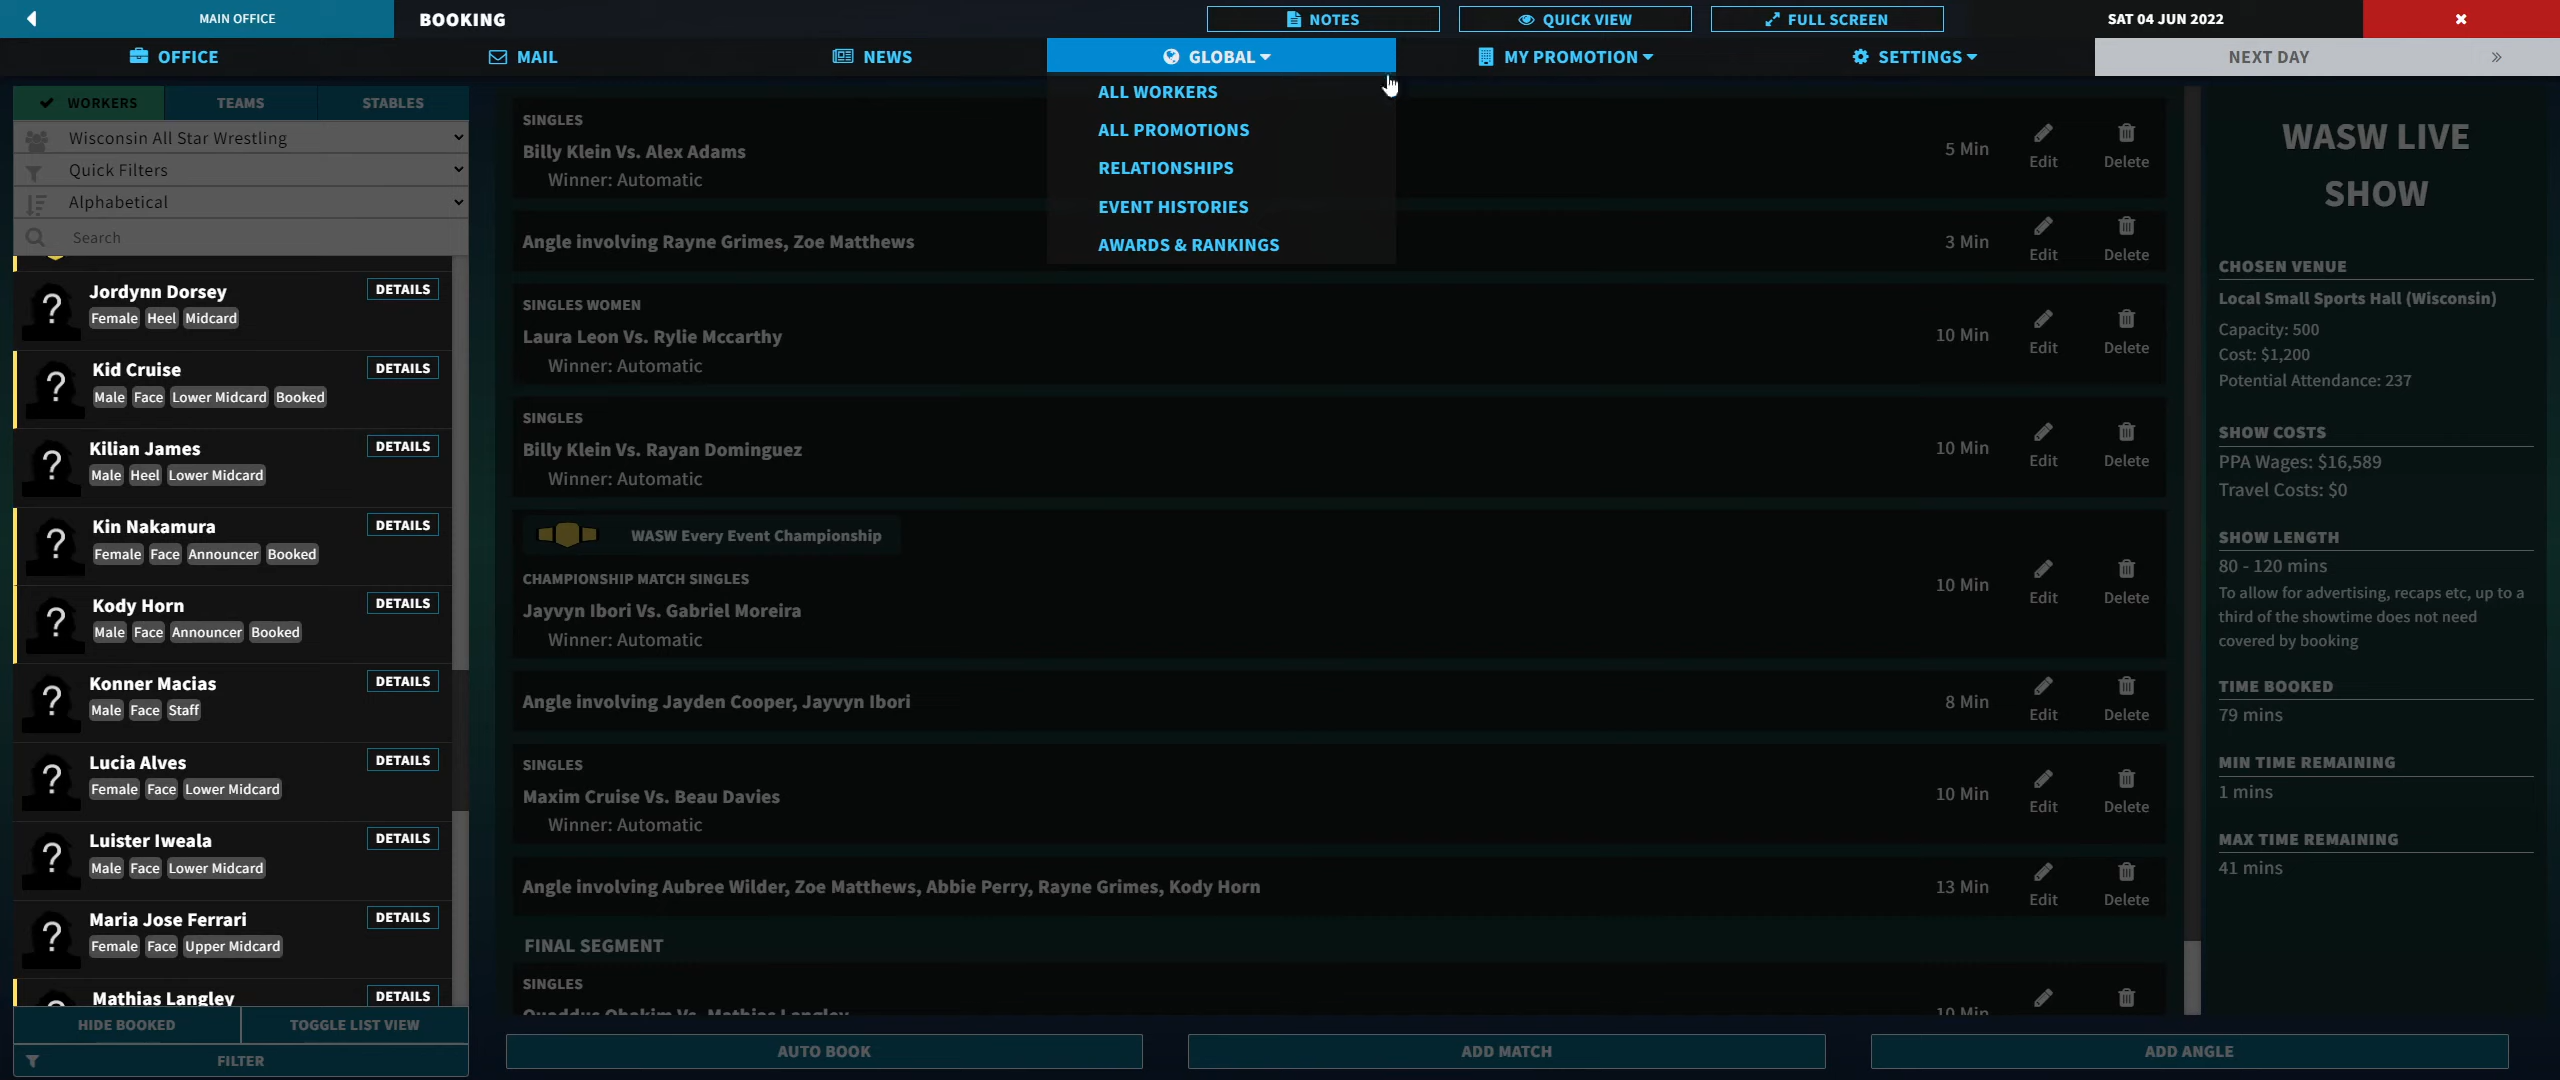 MAIN OFFICE
BOOKING
NOTES
QUICK VIEW
FULL SCREEN
SAT 04 JUN 2022
OFFICE
MAIL
NEWS
GLOBAL
MY PROMOTION
SETTINGS
NEXT DAY
ALL WORKERS
ALL PROMOTIONS
RELATIONSHIPS
EVENT HISTORIES
AWARDS & RANKINGS
WORKERS
TEAMS
STABLES
Wisconsin All Star Wrestling
Quick Filters
Alphabetical
Search
Jordynn Dorsey
DETAILS
Female Heel Midcard
Kid Cruise
DETAILS
Male Face Lower Midcard Booked
Kilian James
DETAILS
Male Heel Lower Midcard
Kin Nakamura
DETAILS
Female Face Announcer Booked
Kody Horn
DETAILS
Male Face Announcer Booked
Konner Macias
DETAILS
Male Face Staff
Lucia Alves
DETAILS
Female Face Lower Midcard
Luister Iweala
DETAILS
Male Face Lower Midcard
Maria Jose Ferrari
DETAILS
Female Face Upper Midcard
Mathias Langley
DETAILS
HIDE BOOKED
TOGGLE LIST VIEW
FILTER
SINGLES
Billy Klein Vs. Alex Adams
Winner: Automatic
5 Min
Edit
Delete
Angle involving Rayne Grimes, Zoe Matthews
3 Min
Edit
Delete
SINGLES WOMEN
Laura Leon Vs. Rylie Mccarthy
Winner: Automatic
10 Min
Edit
Delete
SINGLES
Billy Klein Vs. Rayan Dominguez
Winner: Automatic
10 Min
Edit
Delete
WASW Every Event Championship
CHAMPIONSHIP MATCH SINGLES
Jayvyn Ibori Vs. Gabriel Moreira
Winner: Automatic
10 Min
Edit
Delete
Angle involving Jayden Cooper, Jayvyn Ibori
8 Min
Edit
Delete
SINGLES
Maxim Cruise Vs. Beau Davies
Winner: Automatic
10 Min
Edit
Delete
Angle involving Aubree Wilder, Zoe Matthews, Abbie Perry, Rayne Grimes, Kody Horn
13 Min
Edit
Delete
FINAL SEGMENT
SINGLES
Vs. Mathias Langley
10 Min
AUTO BOOK
ADD MATCH
ADD ANGLE
WASW LIVE
SHOW
CHOSEN VENUE
Local Small Sports Hall (Wisconsin)
Capacity: 500
Cost: $1,200
Potential Attendance: 237
SHOW COSTS
PPA Wages: $16,589
Travel Costs: $0
SHOW LENGTH
80 - 120 mins
To allow for advertising, recaps etc, up to a
third of the showtime does not need
covered by booking
TIME BOOKED
79 mins
MIN TIME REMAINING
1 mins
MAX TIME REMAINING
41 mins